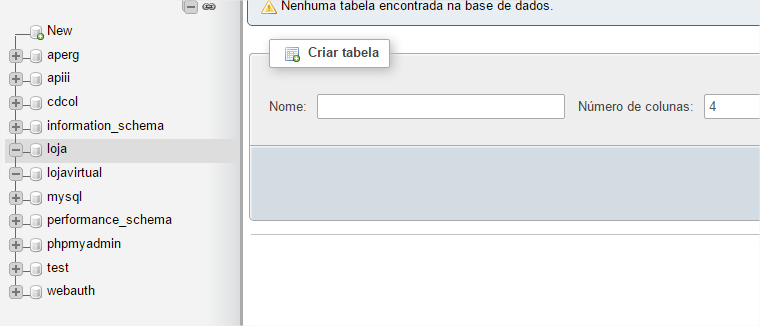 New
aperg
apiii
cdcol
information_schema
loja
lojavirtual
mysql
performance_schema
phpmyadmin
test
webauth
Nenhuma tabela encontrada na base de dados.
Criar tabela
Nome:
Número de colunas: 4